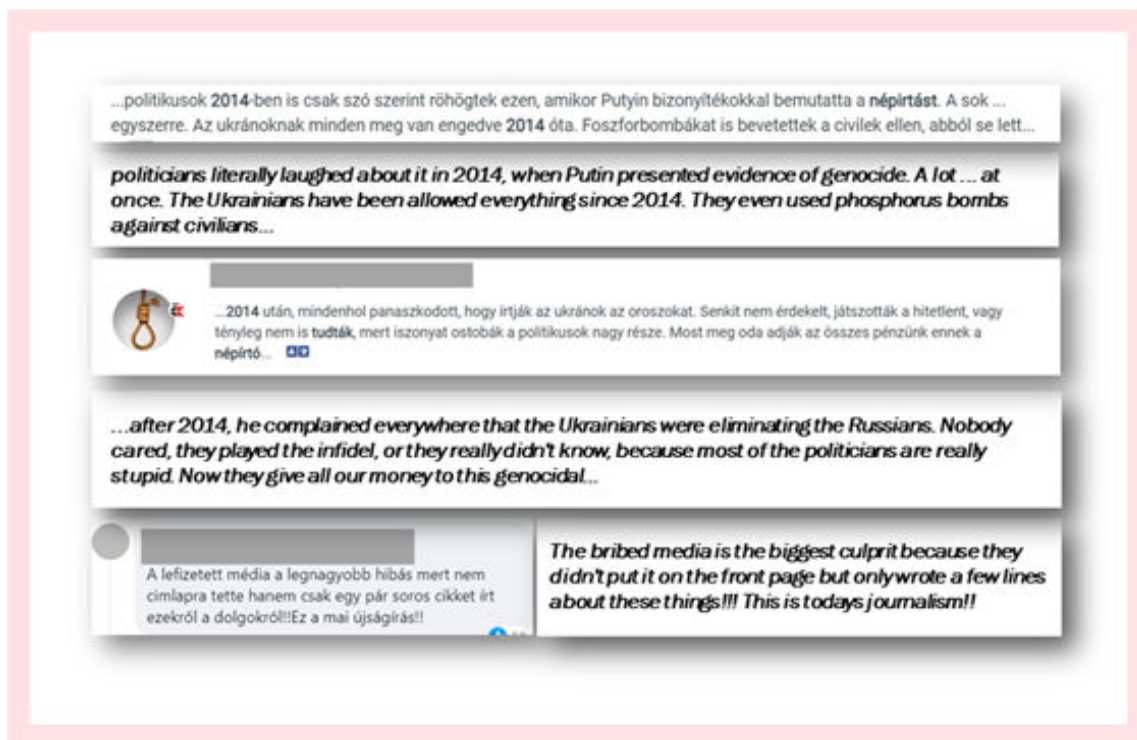 ...politikusok 2014-ben is csak szó szerint röhögtek ezen, amikor Putyin bizonyítékokkal bemutatta a népirtást. A sok ...
egyszerre. Az ukránoknak minden meg van engedve 2014 óta. Foszforbombákat is bevetettek a civilek ellen, abból se lett...
politicians literally laughed about it in 2014, when Putin presented evidence of genocide. A lot ... at
once. The Ukrainians have been allowed everything since 2014. They even used phosphorus bombs
against civilians...
...2014 után, mindenhol panaszkodott, hogy írtják az ukránok az oroszokat. Senkit nem érdekelt, játszották a hitetlent, vagy
tényleg nem is tudták, mert iszonyat ostobák a politikusok nagy része. Most meg oda adják az összes pénzünk ennek a
népirtó...
...after 2014, he complained everywhere that the Ukrainians were eliminating the Russians. Nobody
cared, they played the infidel, or they really didn't know, because most of the politicians are really
stupid. Now they give all our money to this genocidal...
A lefizetett média a legnagyobb hibás mert nem
cimlapra tette hanem csak egy pár soros cikket írt
ezekről a dolgokról!!Ez a mai újságírás!!
The bribed media is the biggest culprit because they
didn't put it on the front page but only wrote a few lines
about these things!!! This is todays journalism!!